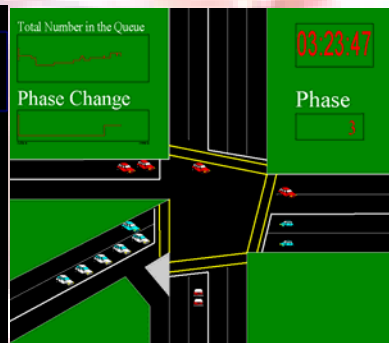 Total Number in the Queue
03:23:47
Phase Change
Phase
3